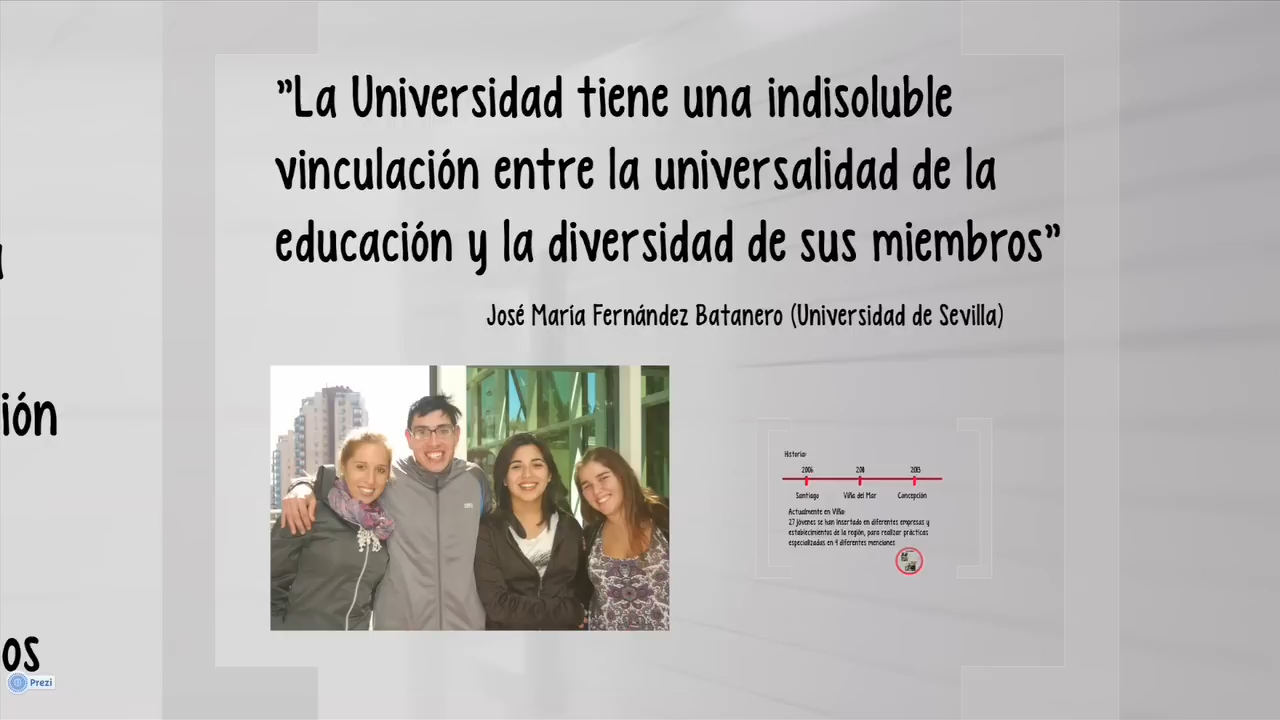 ”La Universidad tiene una indisoluble
vinculación entre la universalidad de la
educación y la diversidad de sus miembros”
José María Fernández Batanero (Universidad de Sevilla)
Historia:
2006 2011 2013
Santiago Viña del Mar Concepción
Actualmente en Viña:
27 jóvenes se han insertado en diferentes empresas y
establecimientos de la región, para realizar prácticas
especializadas en 4 diferentes menciones
ión
os
Prezi